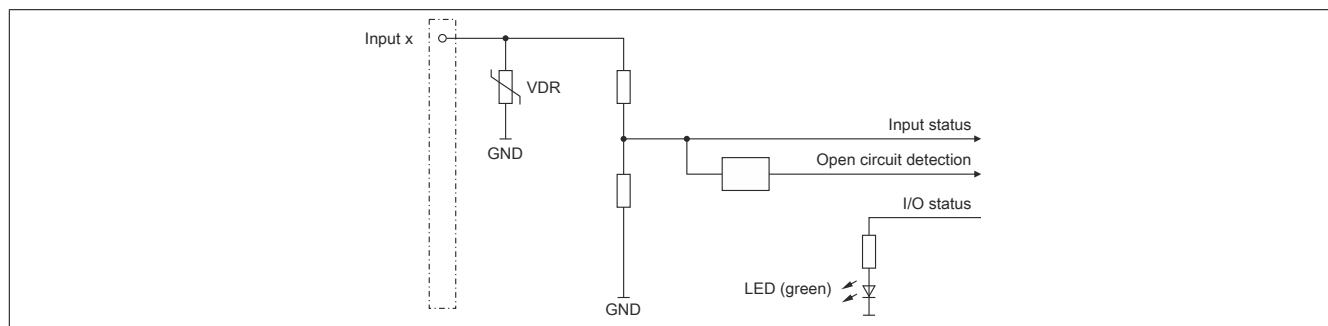 Input x
VDR
GND
Input status
Open circuit detection
I/O status
LED (green)
GND